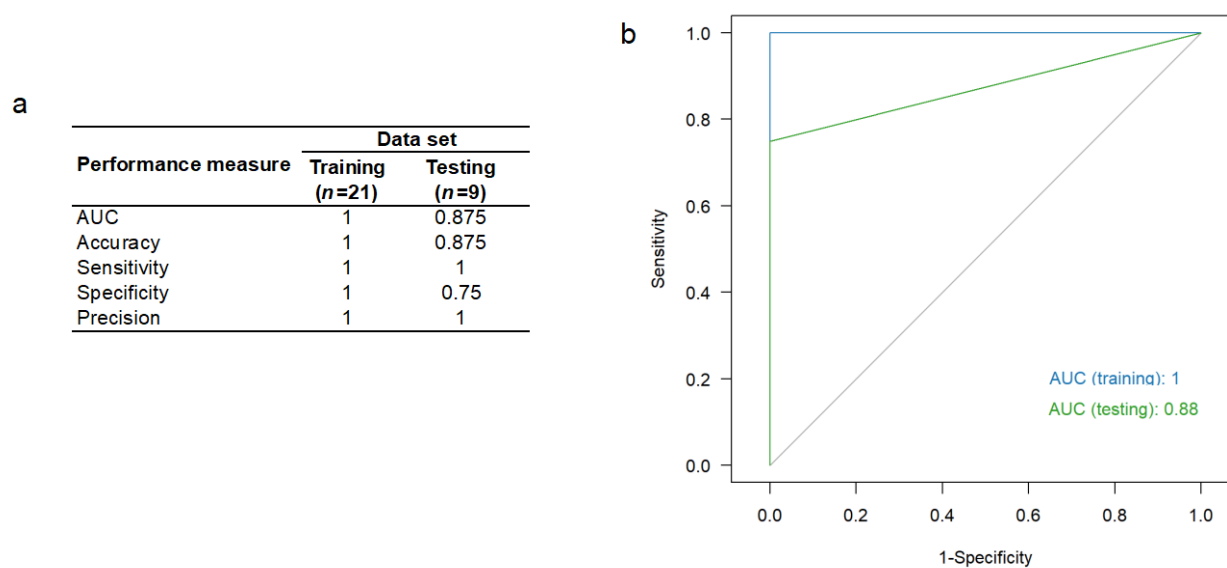 a
Data set
Performance measure Training Testing
(n=21) (n=9)
AUC 1 0.875
Accuracy 1 0.875
Sensitivity 1 1
Specificity 1 0.75
Precision 1 1
b
1.0
0.8
0.6
0.4
0.2
0.0
Sensitivity
AUC (training): 1
AUC (testing): 0.88
0.0 0.2 0.4 0.6 0.8 1.0
1-Specificity